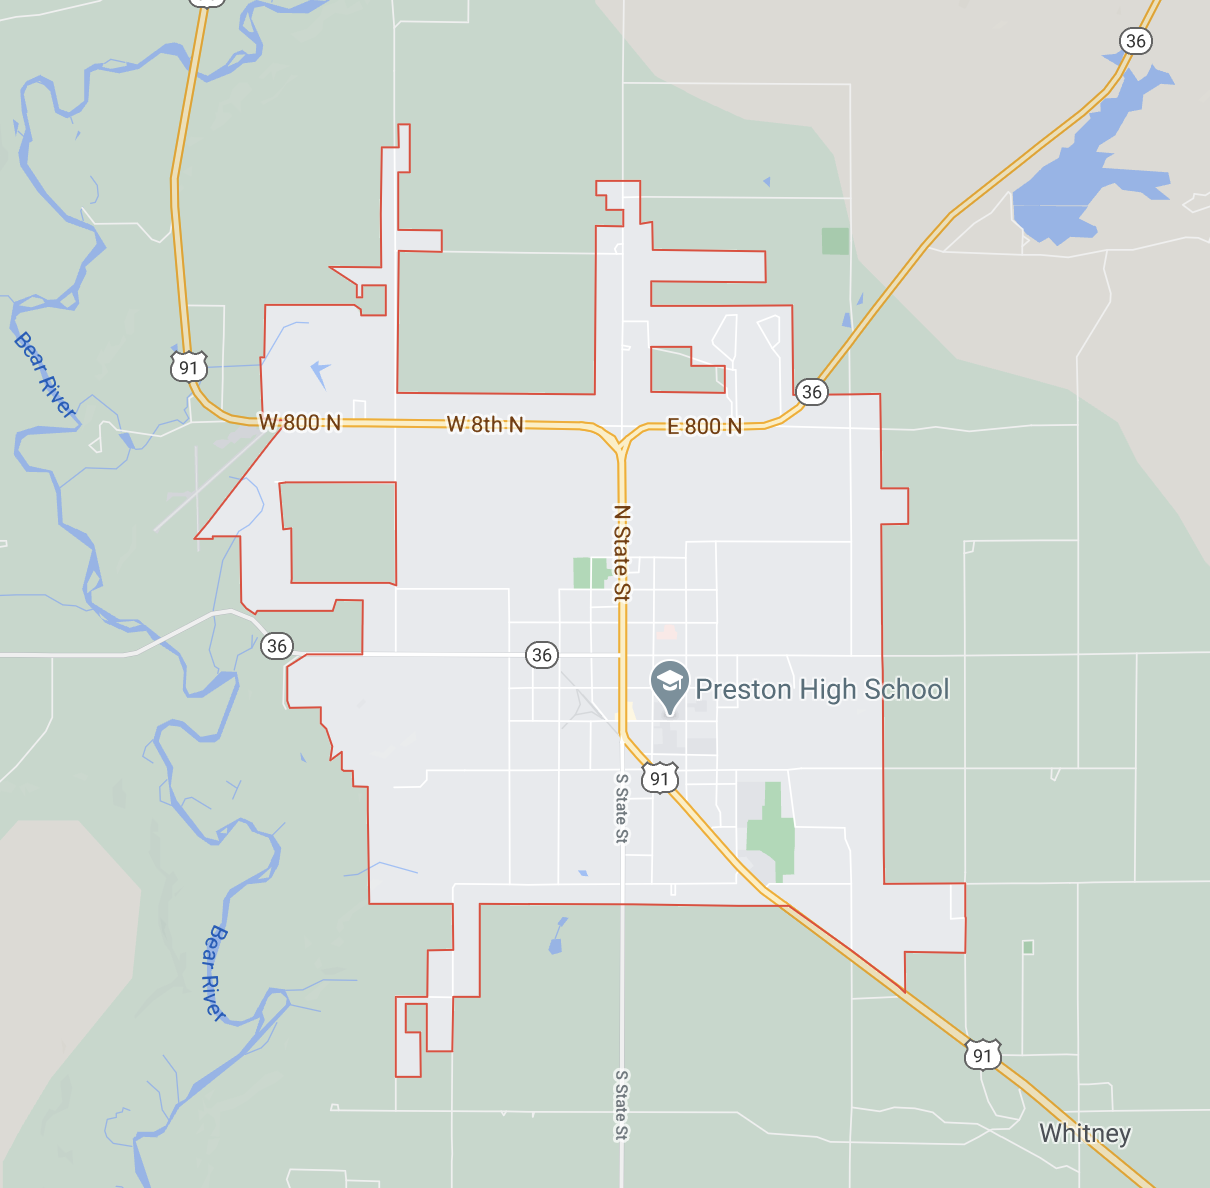 36
Bear River
91
36
W 800 N
W 8th N
E 800 N
N State St
36
36
Preston High School
91
S State St
Bear River
91
S State St
Whitney